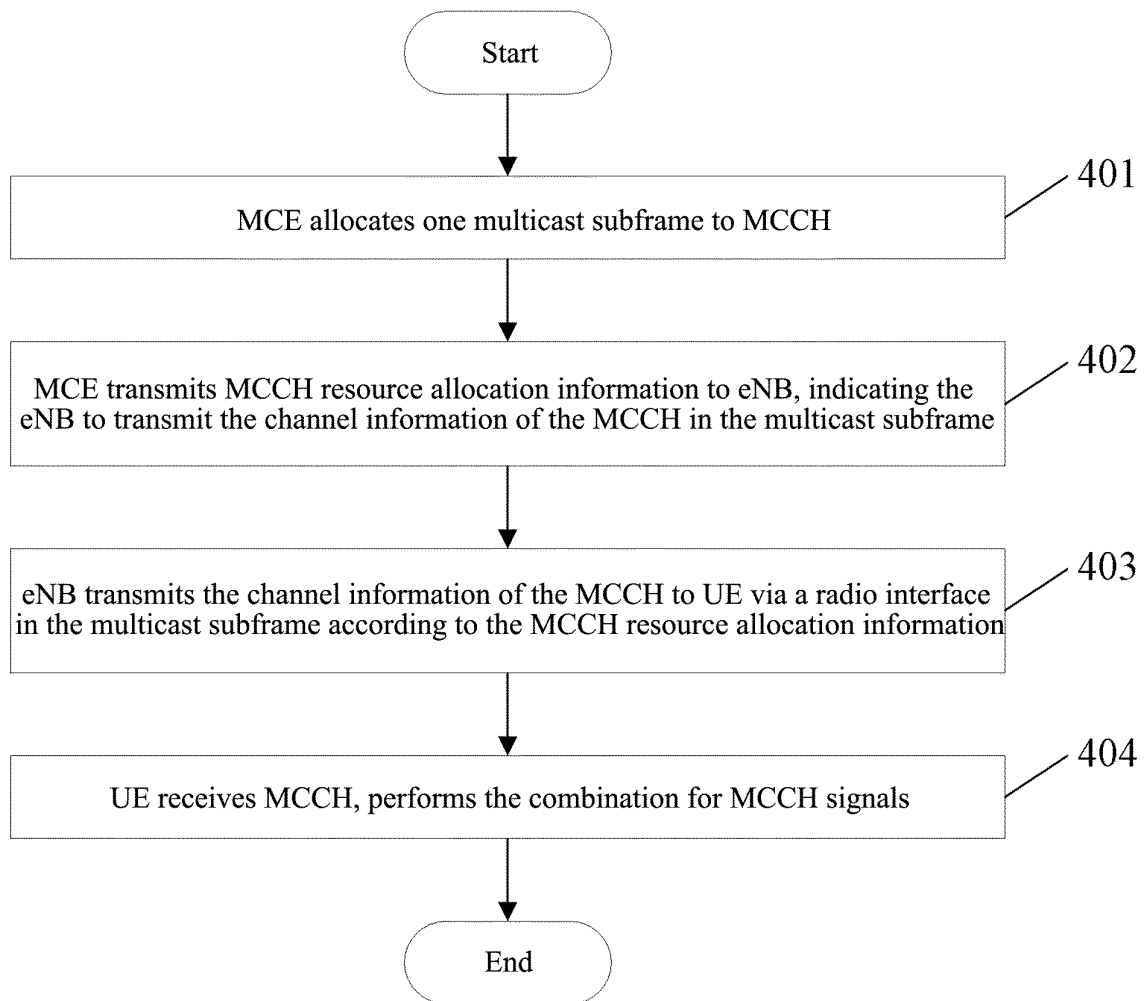 Start
401
MCE allocates one multicast subframe to MCCH
402
MCE transmits MCCH resource allocation information to eNB, indicating the
eNB to transmit the channel information of the MCCH in the multicast subframe
403
eNB transmits the channel information of the MCCH to UE via a radio interface
in the multicast subframe according to the MCCH resource allocation information
404
UE receives MCCH, performs the combination for MCCH signals
End